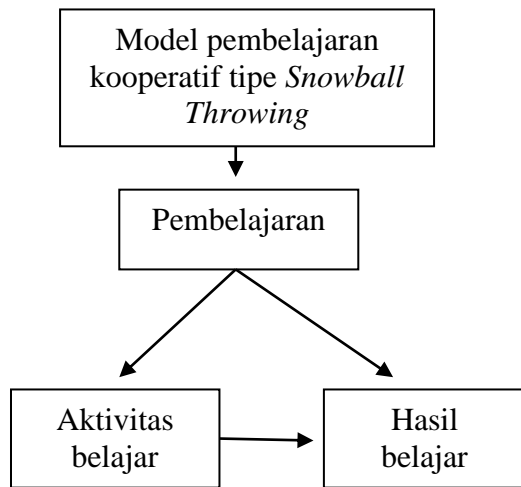 Model pembelajaran
kooperatif tipe Snowball
Throwing
Pembelajaran
Aktivitas
belajar
Hasil
belajar